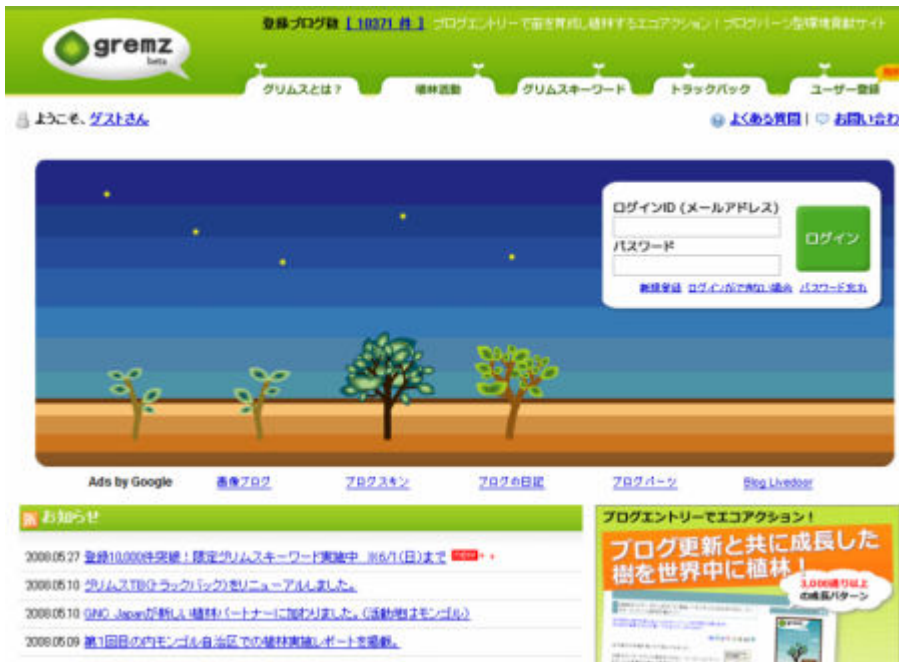 gremz
beta
登録ブログ数 【 10371 件 】 ブログエントリーで苗を育成し植林するエコアクション！ブログパーツ型環境貢献サイト
グリムスとは？ 植林活動 グリムスキーワード トラックバック ユーザー登録
ようこそ、ゲストさん
よくある質問 | お問い合わ
ログインID (メールアドレス)
パスワード
ログイン
新規登録 ログインができない場合 パスワード忘れ
Ads by Google 画像ブログ ブログスキン ブログの日記 ブログパーツ Blog Livedoor
お知らせ
2008.05.27 登録10,000件突破！限定グリムスキーワード実施中 ※6/1(日)まで new
2008.05.10 グリムスTB(トラックバック)をリニューアルしました。
2008.05.10 GNC Japanが新しい植林パートナーに加わりました。(活動地はモンゴル)
2008.05.09 第1回目の内モンゴル自治区での植林実施レポートを掲載。
ブログエントリーでエコアクション！
ブログ更新と共に成長した
樹を世界中に植林！
3,000通り以上
の成長パターン